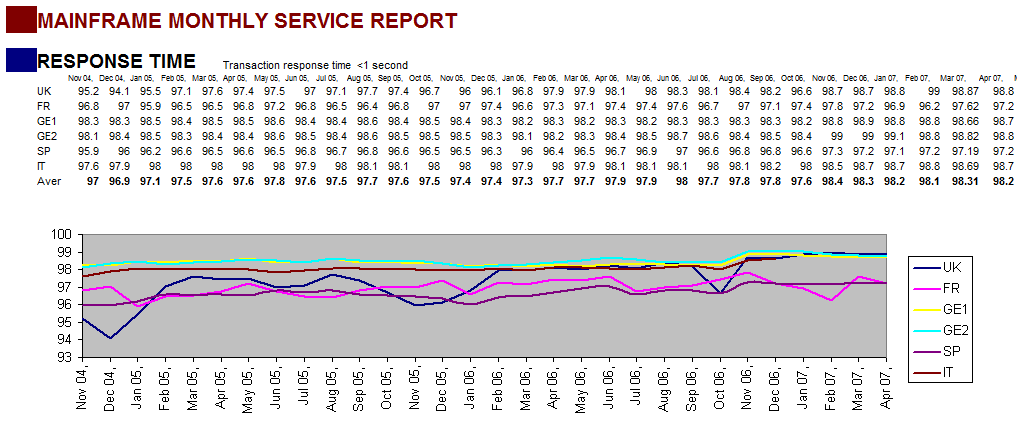 MAINFRAME MONTHLY SERVICE REPORT
RESPONSE TIME Transaction response time <1 second
Nov 04, Dec 04, Jan 05, Feb 05, Mar 05, Apr 05, May 05, Jun 05, Jul 05, Aug 05, Sep 05, Oct 05, Nov 05, Dec 05, Jan 06, Feb 06, Mar 06, Apr 06, Jun 06, Jul 06, Aug 06, Sep 06, Oct 06, Nov 06, Dec 06, Jan 07, Feb 07, Mar 07, Apr 07,
UK 95.2 94.1 95.5 97.1 97.6 97.4 97.5 97 97.1 97.7 97.4 96.7 96 96.1 96.8 97.9 97.9 98.1 98 98.3 98.1 98.4 98.2 96.6 98.7 98.7 98.8 99 98.87 98.8
FR 96.8 97 95.9 96.5 96.5 96.8 97.2 96.8 96.5 96.4 96.8 97 97 97.4 96.6 97.3 97.1 97.4 97.4 97.6 96.7 97 97.1 97.4 97.8 97.2 96.9 96.2 97.62 97.2
GE1 98.3 98.3 98.5 98.4 98.5 98.5 98.6 98.4 98.4 98.6 98.4 98.5 98.4 98.3 98.2 98.3 98.2 98.3 98.2 98.3 98.3 98.3 98.3 98.2 98.8 98.9 98.8 98.8 98.66 98.7
GE2 98.1 98.4 98.5 98.3 98.4 98.4 98.6 98.5 98.4 98.6 98.5 98.5 98.5 98.3 98.1 98.2 98.3 98.4 98.5 98.7 98.6 98.4 98.5 98.4 99 99 99.1 98.8 98.82 98.8
SP 95.9 96 96.2 96.6 96.5 96.6 96.5 96.8 96.7 96.8 96.6 96.5 96.5 96.3 96 96.4 96.5 96.7 96.9 97 96.6 96.8 96.8 96.6 97.3 97.2 97.1 97.2 97.19 97.2
IT 97.6 97.9 98 98 98 98 98 97.9 98 98.1 98.1 98 98 98 98 97.9 98 97.9 98.1 98.1 98.1 98 98.1 98.2 98 98.5 98.7 98.7 98.8 98.8 98.69 98.7
Aver 97 96.9 97.1 97.5 97.6 97.6 97.8 97.6 97.5 97.7 97.6 97.5 97.4 97.4 97.3 97.7 97.7 97.9 97.9 98 97.7 97.8 97.8 97.6 98.4 98.3 98.2 98.1 98.31 98.2
100
99
98
97
96
95
94
93
Nov 04, Dec 04, Jan 05, Feb 05, Mar 05, Apr 05, May 05, Jun 05, Jul 05, Aug 05, Sep 05, Oct 05, Nov 05, Dec 05, Jan 06, Feb 06, Mar 06, Apr 06, Jun 06, Jul 06, Aug 06, Sep 06, Oct 06, Nov 06, Dec 06, Jan 07, Feb 07, Mar 07, Apr 07,
UK
FR
GE1
GE2
SP
IT